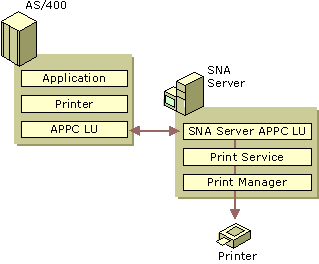 AS/400
Application
Printer
APPC LU
SNA
Server
SNA Server APPC LU
Print Service
Print Manager
Printer